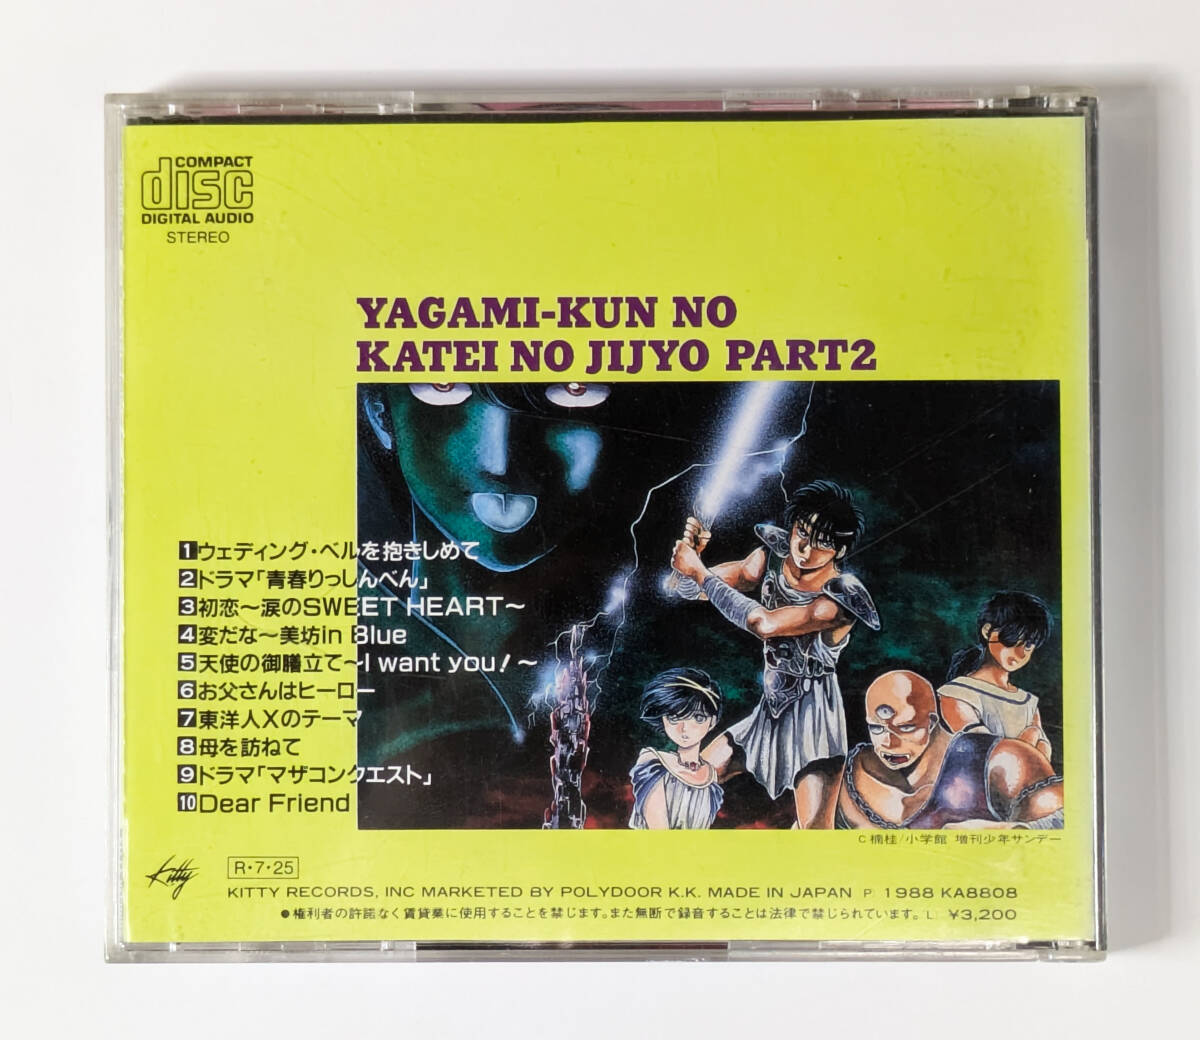 COMPACT
disc
DIGITAL AUDIO
STEREO
YAGAMI-KUN NO
KATEI NO JIJYO PART2
1 ウェディング・ベルを抱きしめて
2 ドラマ「青春りっしんべん」
3 初恋〜涙のSWEET HEART〜
4 変だな〜美坊in Blue
5 天使の御膳立て〜I want you!〜
6 お父さんはヒーロー
7 東洋人Xのテーマ
8 母を訪ねて
9 ドラマ「マザコンクエスト」
10 Dear Friend
C 楠桂/小学館 増刊少年サンデー
Kitty
R・7・25
KITTY RECORDS, INC MARKETED BY POLYDOOR K.K. MADE IN JAPAN P 1988 KA8808
●権利者の許諾なく賃貸業に使用することを禁じます。また無断で録音することは法律で禁じられています。 L ¥3,200